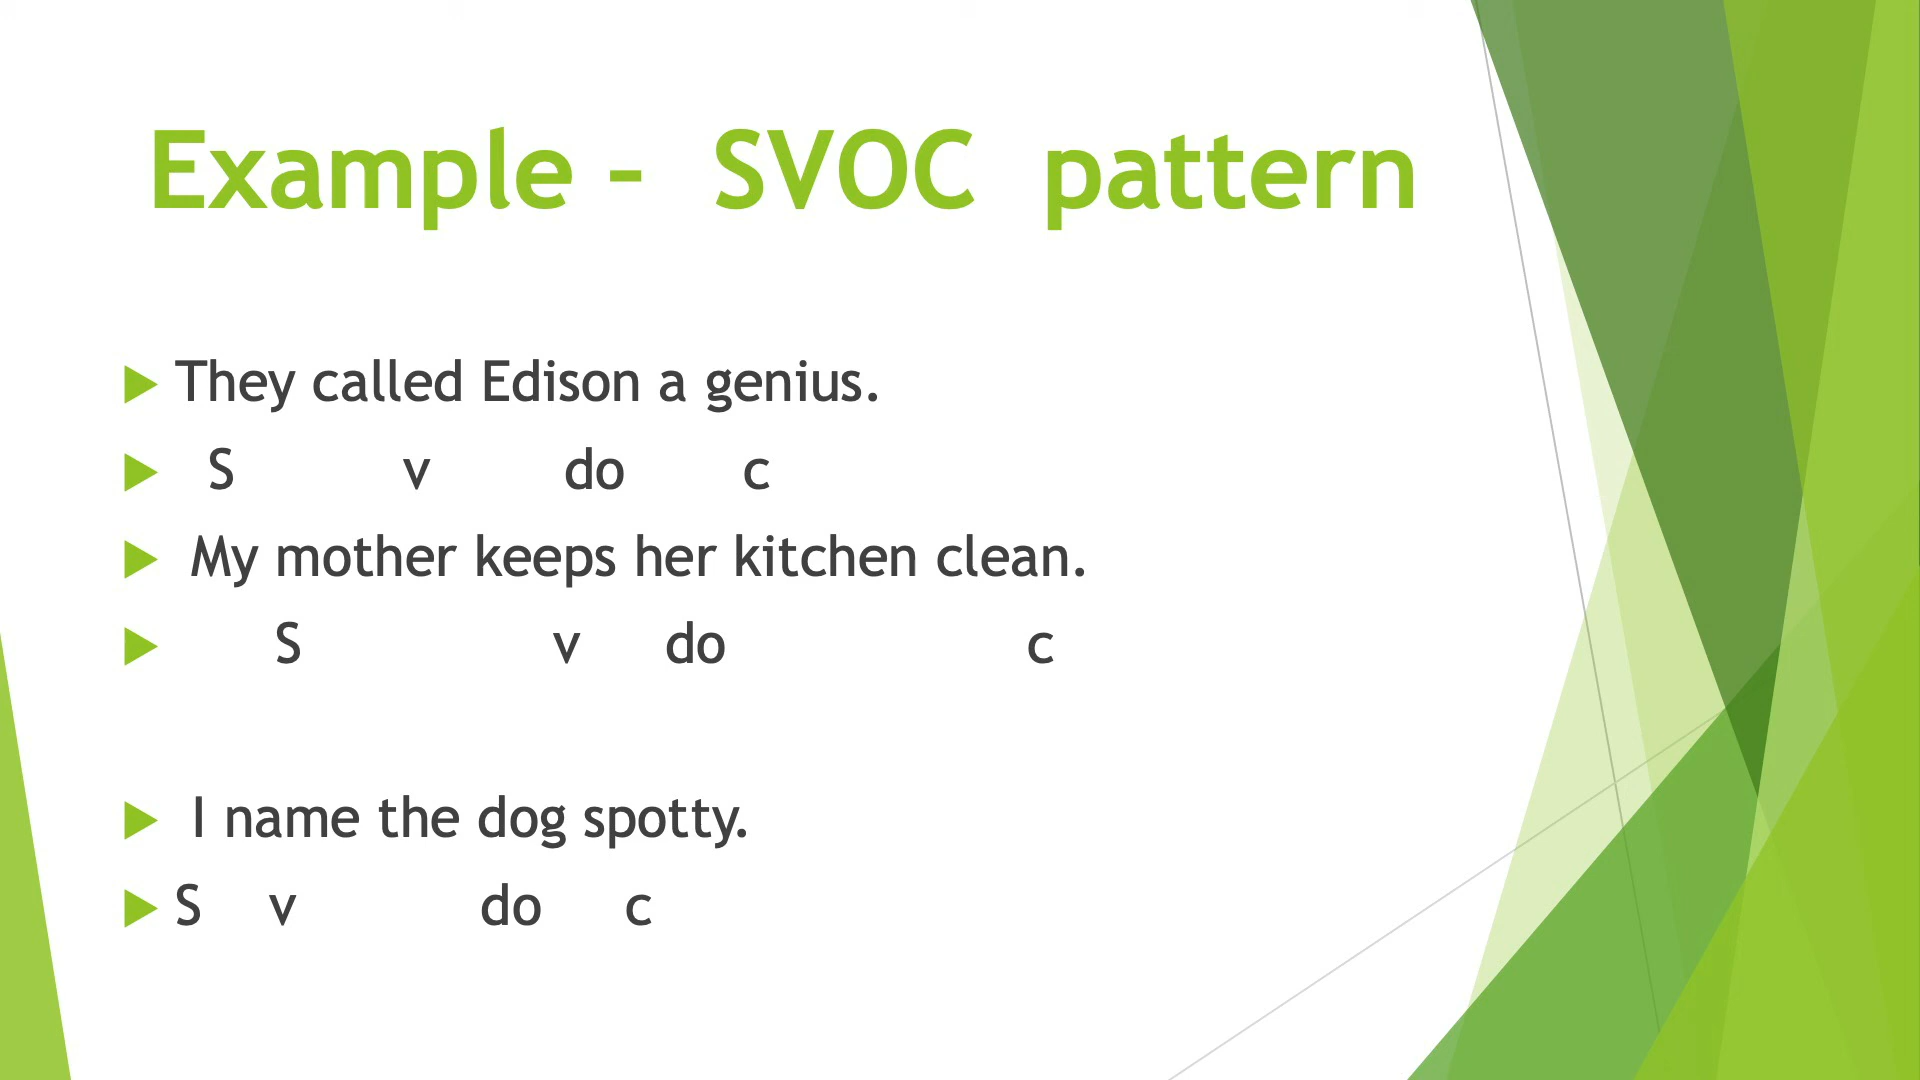 Example - SVOC pattern
They called Edison a genius.
S v do c
My mother keeps her kitchen clean.
S v do c
I name the dog spotty.
S v do c